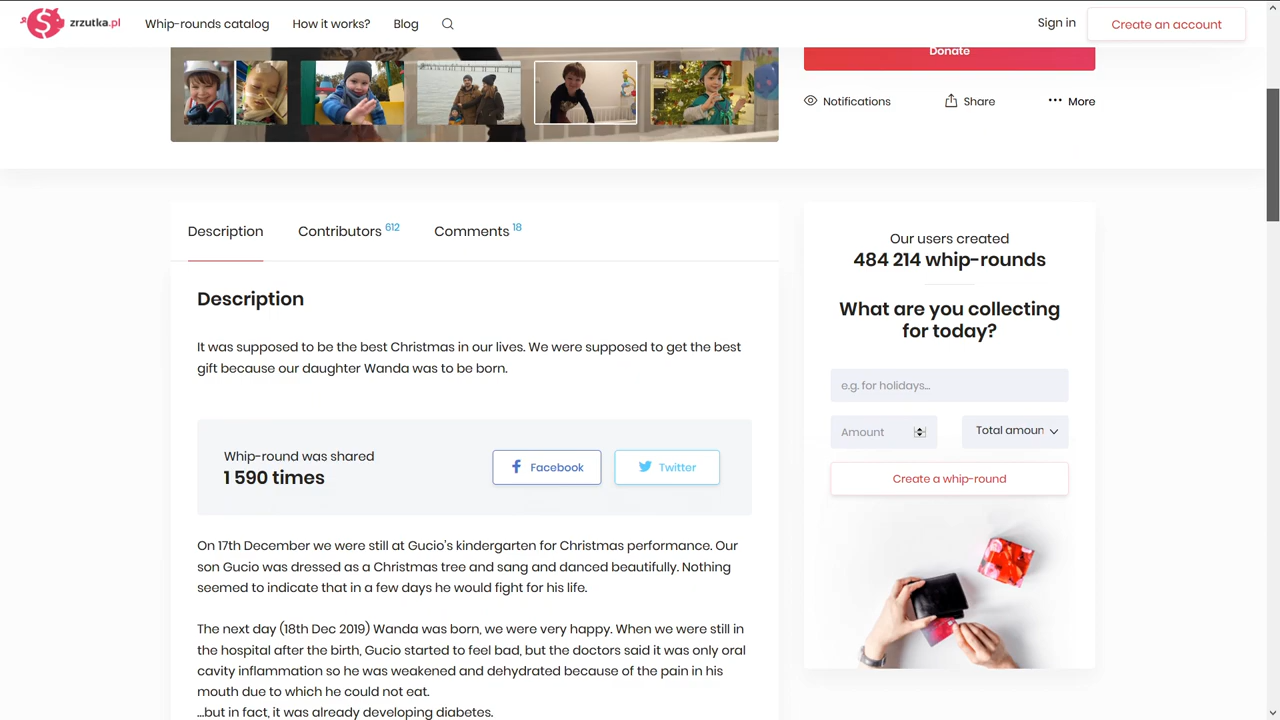 zrzutka.pl Whip-rounds catalog How it works? Blog Sign in Create an account
Donate
Notifications Share More
Description Contributors 612 Comments 18
Description
It was supposed to be the best Christmas in our lives. We were supposed to get the best
gift because our daughter Wanda was to be born.
Whip-round was shared
1 590 times
Facebook Twitter
On 17th December we were still at Gucio's kindergarten for Christmas performance. Our
son Gucio was dressed as a Christmas tree and sang and danced beautifully. Nothing
seemed to indicate that in a few days he would fight for his life.
The next day (18th Dec 2019) Wanda was born, we were very happy. When we were still in
the hospital after the birth, Gucio started to feel bad, but the doctors said it was only oral
cavity inflammation so he was weakened and dehydrated because of the pain in his
mouth due to which he could not eat.
...but in fact, it was already developing diabetes.
Our users created
484 214 whip-rounds
What are you collecting
for today?
e.g. for holidays...
Amount Total amoun
Create a whip-round